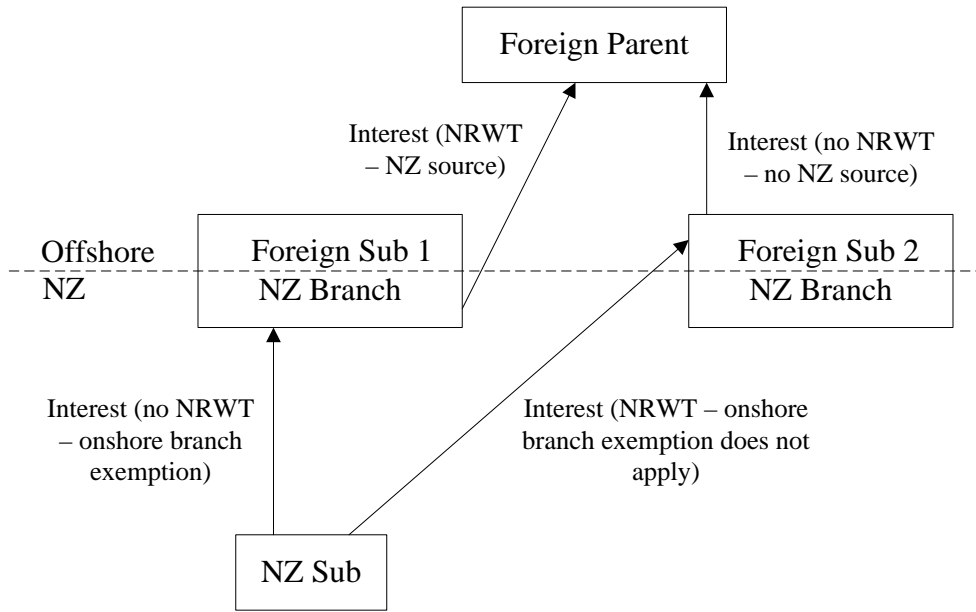 Foreign Parent
Interest (NRWT
– NZ source)
Interest (no NRWT
– no NZ source)
Offshore
NZ
Foreign Sub 1
NZ Branch
Foreign Sub 2
NZ Branch
Interest (no NRWT
– onshore branch
exemption)
Interest (NRWT – onshore
branch exemption does not
apply)
NZ Sub